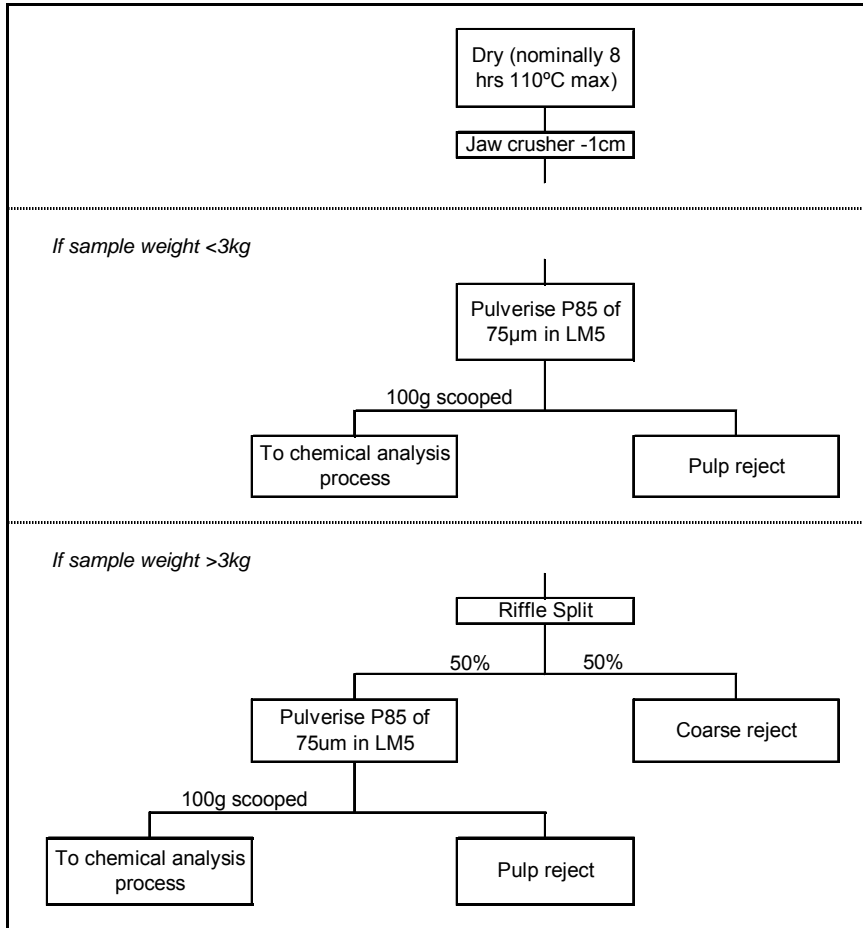 Dry (nominally 8
hrs 110ºC max)
Jaw crusher -1cm
If sample weight <3kg
Pulverise P85 of
75µm in LM5
100g scooped
To chemical analysis
process
Pulp reject
If sample weight >3kg
Riffle Split
50%
50%
Pulverise P85 of
75um in LM5
Coarse reject
100g scooped
To chemical analysis
process
Pulp reject